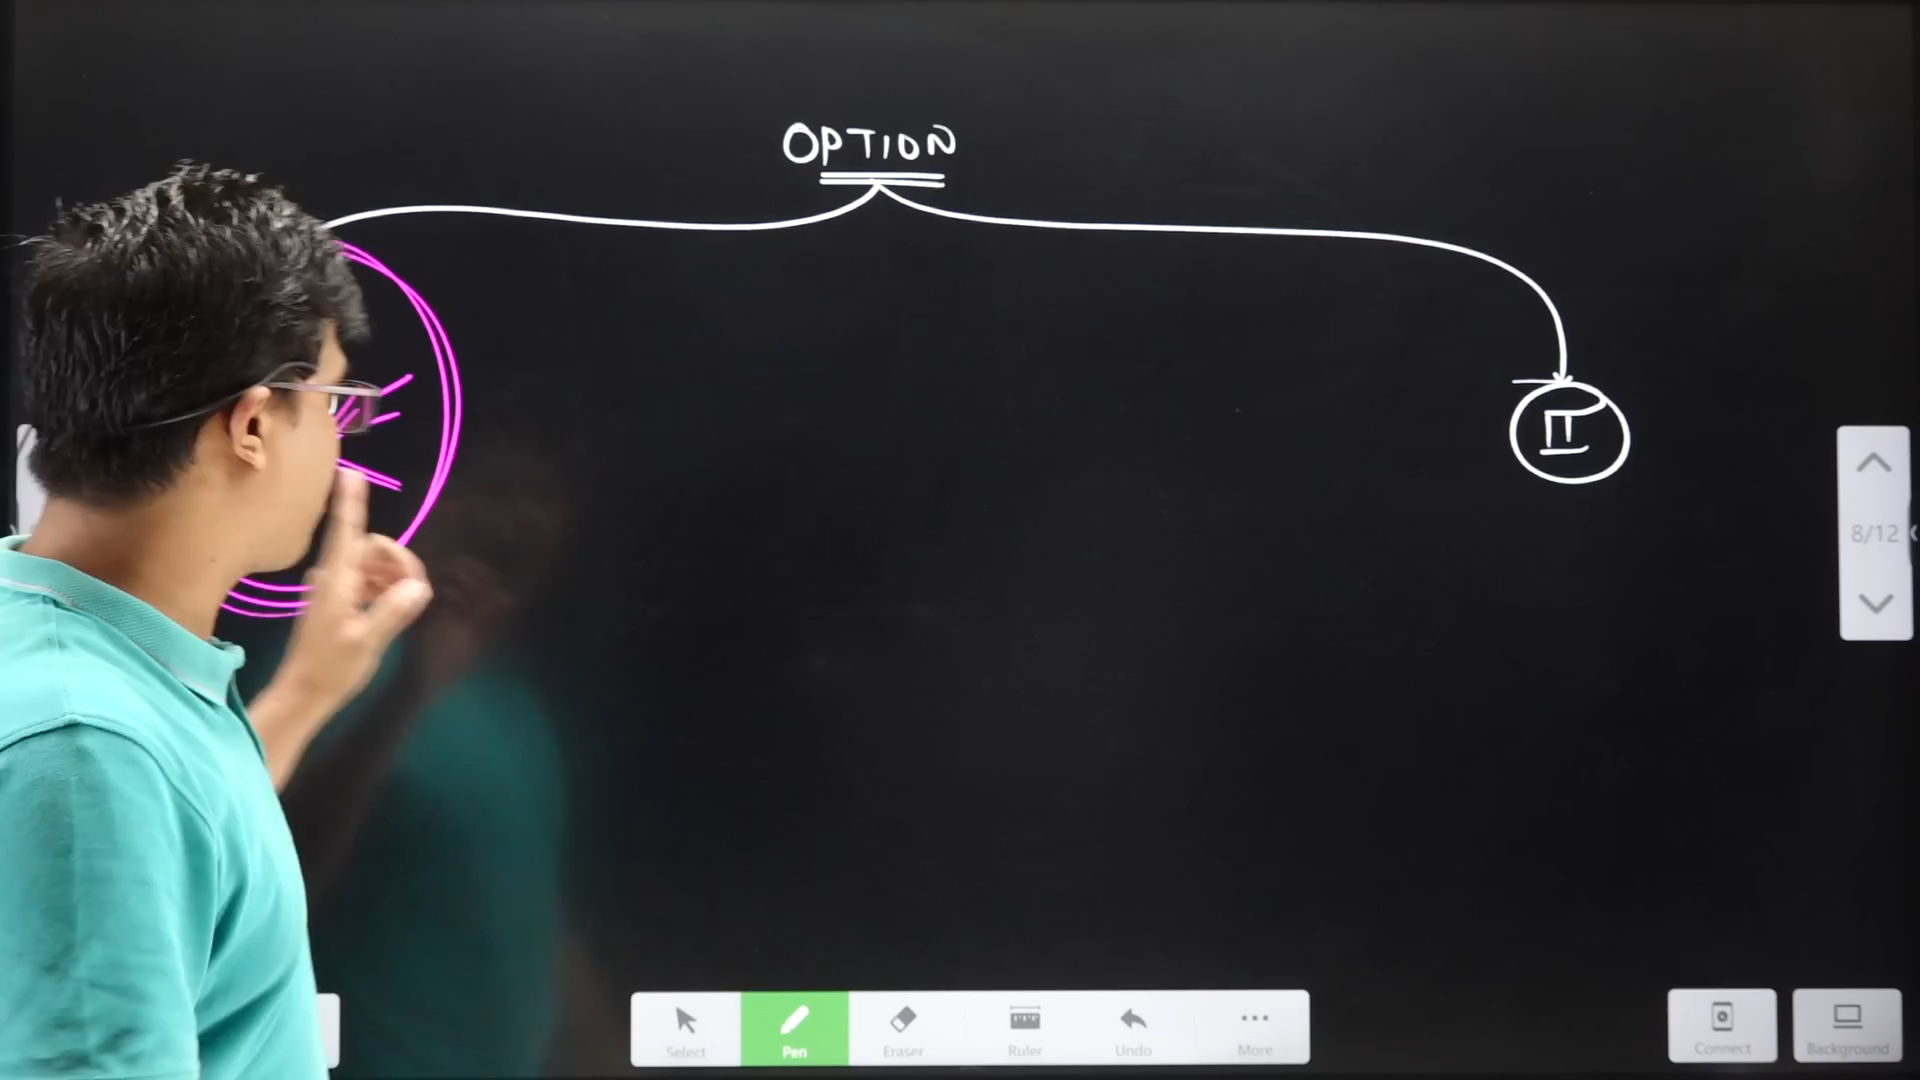 OPTION
II
8/12
Select
Pen
Eraser
Ruler
Undo
More
Connect
Background